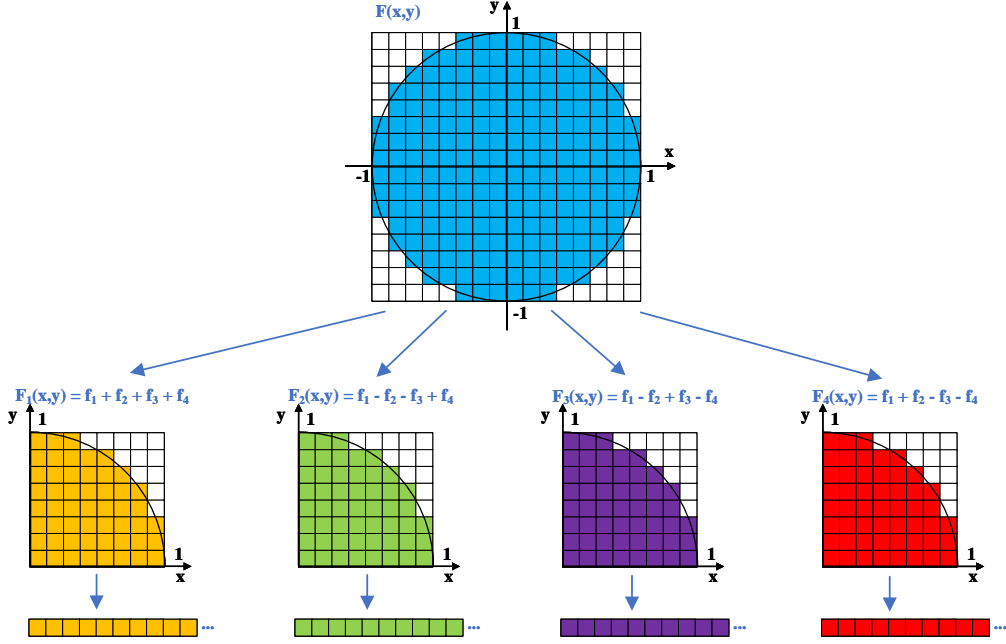 F(x,y)
y
1
x
-1
1
-1
F₁(x,y) = f₁ + f₂ + f₃ + f₄
F₂(x,y) = f₁ - f₂ - f₃ + f₄
F₃(x,y) = f₁ - f₂ + f₃ - f₄
F₄(x,y) = f₁ + f₂ - f₃ - f₄
y
1
y
1
y
1
y
1
1
x
1
x
1
x
1
x
...
...
...
...